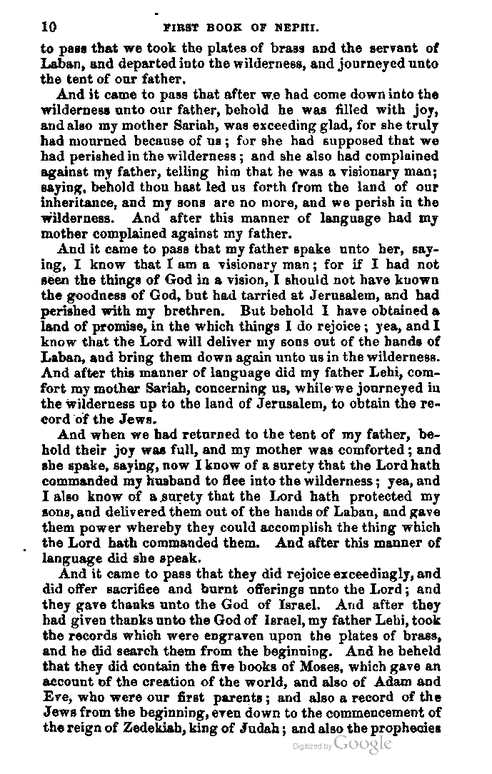 10 FIRST BOOK OF NEPHI.
to pass that we took the plates of brass and the servant of
Laban, and departed into the wilderness, and journeyed unto
the tent of our father.
And it came to pass that after we had come down into the
wilderness unto our father, behold he was filled with joy,
and also my mother Sariah, was exceeding glad, for she truly
had mourned because of us; for she had supposed that we
had perished in the wilderness; and she also had complained
against my father, telling him that he was a visionary man;
saying, behold thou hast led us forth from the land of our
inheritance, and my sons are no more, and we perish in the
wilderness. And after this manner of language had my
mother complained against my father.
And it came to pass that my father spake unto her, say-
ing, I know that I am a visionary man; for if I had not
seen the things of God in a vision, I should not have known
the goodness of God, but had tarried at Jerusalem, and had
perished with my brethren. But behold I have obtained a
land of promise, in the which things I do rejoice; yea, and I
know that the Lord will deliver my sons out of the hands of
Laban, and bring them down again unto us in the wilderness.
And after this manner of language did my father Lehi, com-
fort my mother Sariah, concerning us, while we journeyed in
the wilderness up to the land of Jerusalem, to obtain the re-
cord of the Jews.
And when we had returned to the tent of my father, be-
hold their joy was full, and my mother was comforted; and
she spake, saying, now I know of a surety that the Lord hath
commanded my husband to flee into the wilderness; yea, and
I also know of a surety that the Lord hath protected my
sons, and delivered them out of the hands of Laban, and gave
them power whereby they could accomplish the thing which
the Lord hath commanded them. And after this manner of
language did she speak.
And it came to pass that they did rejoice exceedingly, and
did offer sacrifice and burnt offerings unto the Lord; and
they gave thanks unto the God of Israel. And after they
had given thanks unto the God of Israel, my father Lehi, took
the records which were engraven upon the plates of brass,
and he did search them from the beginning. And he beheld
that they did contain the five books of Moses, which gave an
account of the creation of the world, and also of Adam and
Eve, who were our first parents; and also a record of the
Jews from the beginning, even down to the commencement of
the reign of Zedekiah, king of Judah; and also the prophecies
Digitized by Google